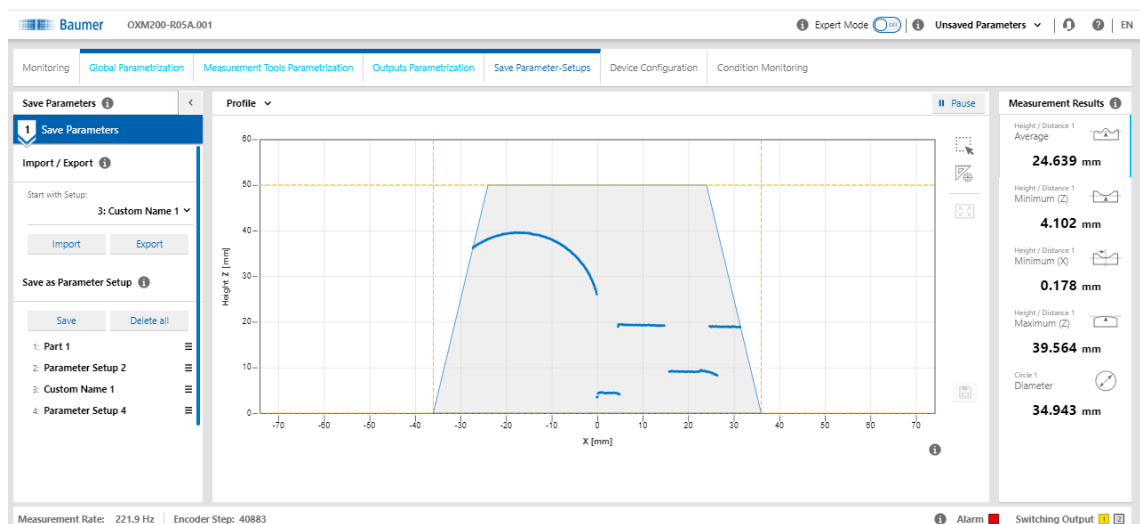 Baumer OXM200-R05A.001 Expert Mode OFF Unsaved Parameters EN
Monitoring Global Parametrization Measurement Tools Parametrization Outputs Parametrization Save Parameter-Setups Device Configuration Condition Monitoring
Save Parameters
1 Save Parameters
Import / Export
Start with Setup:
3: Custom Name 1
Import Export
Save as Parameter Setup
Save Delete all
1: Part 1
2: Parameter Setup 2
3: Custom Name 1
4: Parameter Setup 4
Profile
Pause
60
50
40
30
20
10
0
Height Z [mm]
-70 -60 -50 -40 -30 -20 -10 0 10 20 30 40 50 60 70
X [mm]
Measurement Results
Height / Distance 1
Average
24.639 mm
Height / Distance 1
Minimum (Z)
4.102 mm
Height / Distance 1
Minimum (X)
0.178 mm
Height / Distance 1
Maximum (Z)
39.564 mm
Circle 1
Diameter
34.943 mm
Measurement Rate: 221.9 Hz Encoder Step: 40883 Alarm Switching Output 1 2